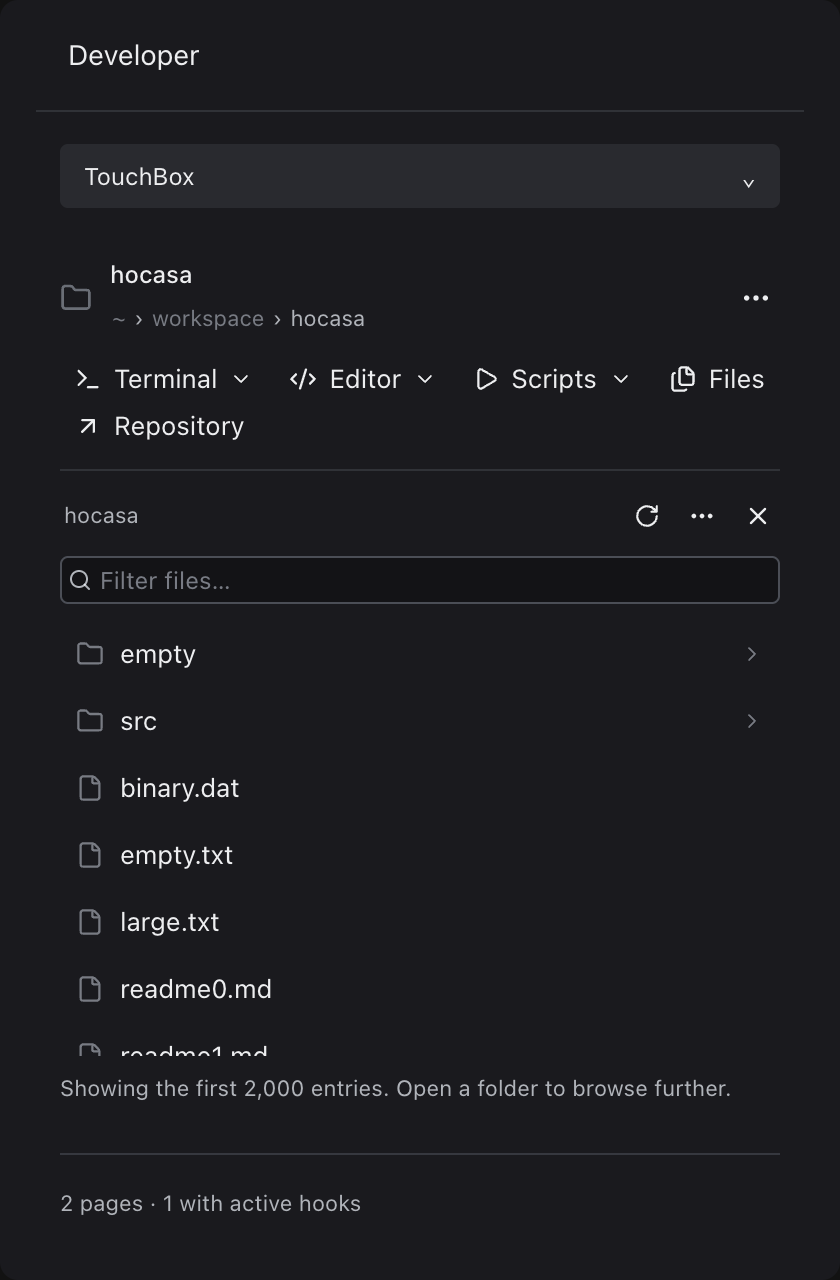 Developer
TouchBox
hocasa
~ › workspace › hocasa
Terminal Editor Scripts Files
Repository
hocasa
Filter files...
empty
src
binary.dat
empty.txt
large.txt
readme0.md
readme1.md
Showing the first 2,000 entries. Open a folder to browse further.
2 pages · 1 with active hooks